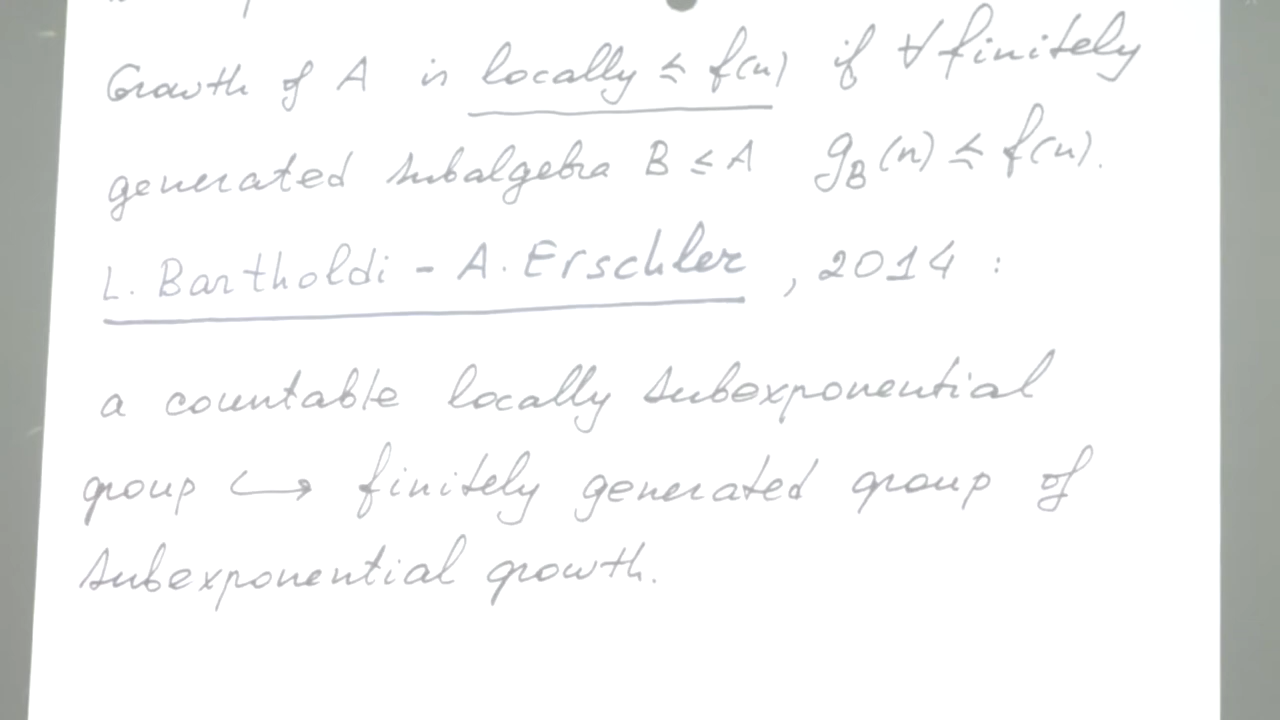 Growth of A is locally ≤ f(n) if ∀ finitely
generated subalgebra B ≤ A g_B(n) ≤ f(n).
L. Bartholdi - A. Erschler, 2014 :
a countable locally subexponential
group ↪ finitely generated group of
subexponential growth.